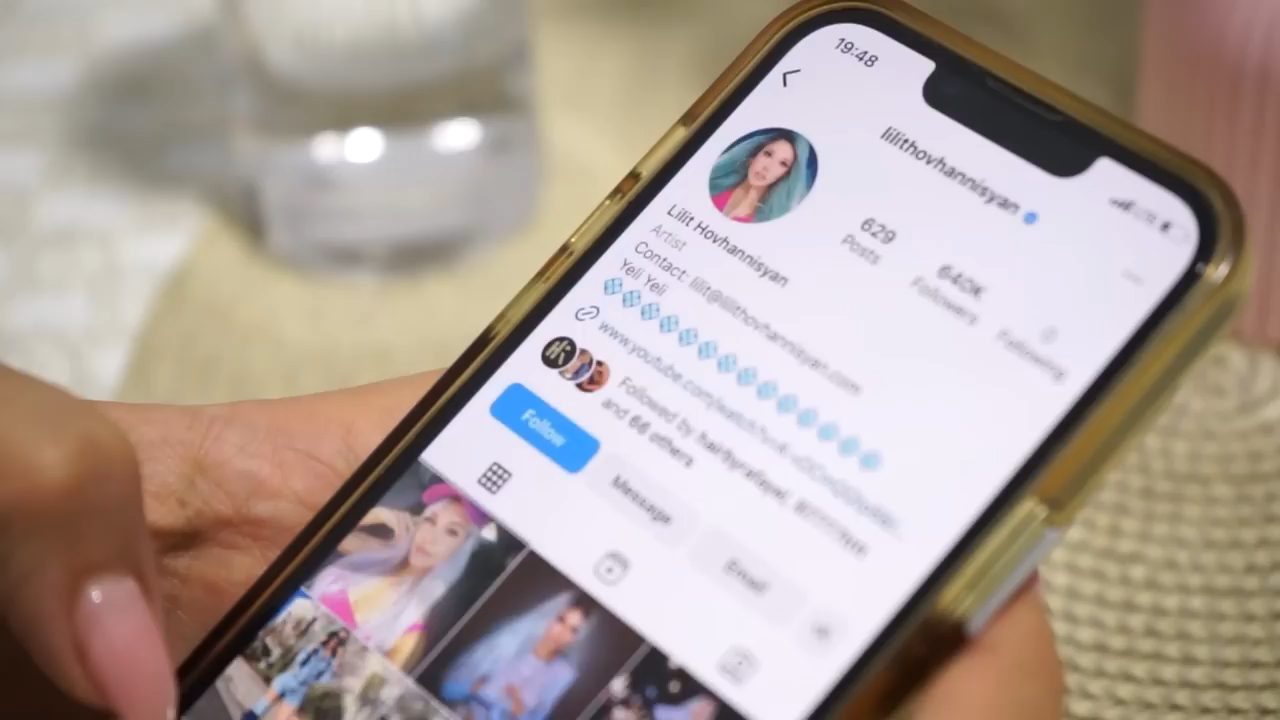 19:48
lilithovhannisyan
629
Posts
640K
Followers
Following
Lilit Hovhannisyan
Artist
Contact: lilit@lilithovhannisyan.com
Yeli Yeli
www.youtube.com/watch?v=
Followed by
and 66 others
Follow
Message
Email